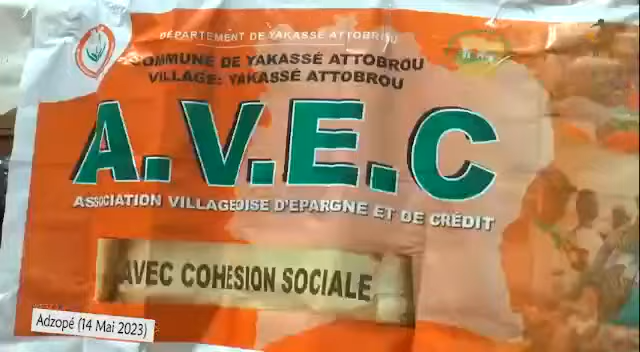 DÉPARTEMENT DE YAKASSÉ ATTOBROU
COMMUNE DE YAKASSÉ ATTOBROU
VILLAGE: YAKASSÉ ATTOBROU
A.V.E.C
ASSOCIATION VILLAGEOISE D'EPARGNE ET DE CRÉDIT
AVEC COHESION SOCIALE
Adzopé (14 Mai 2023)